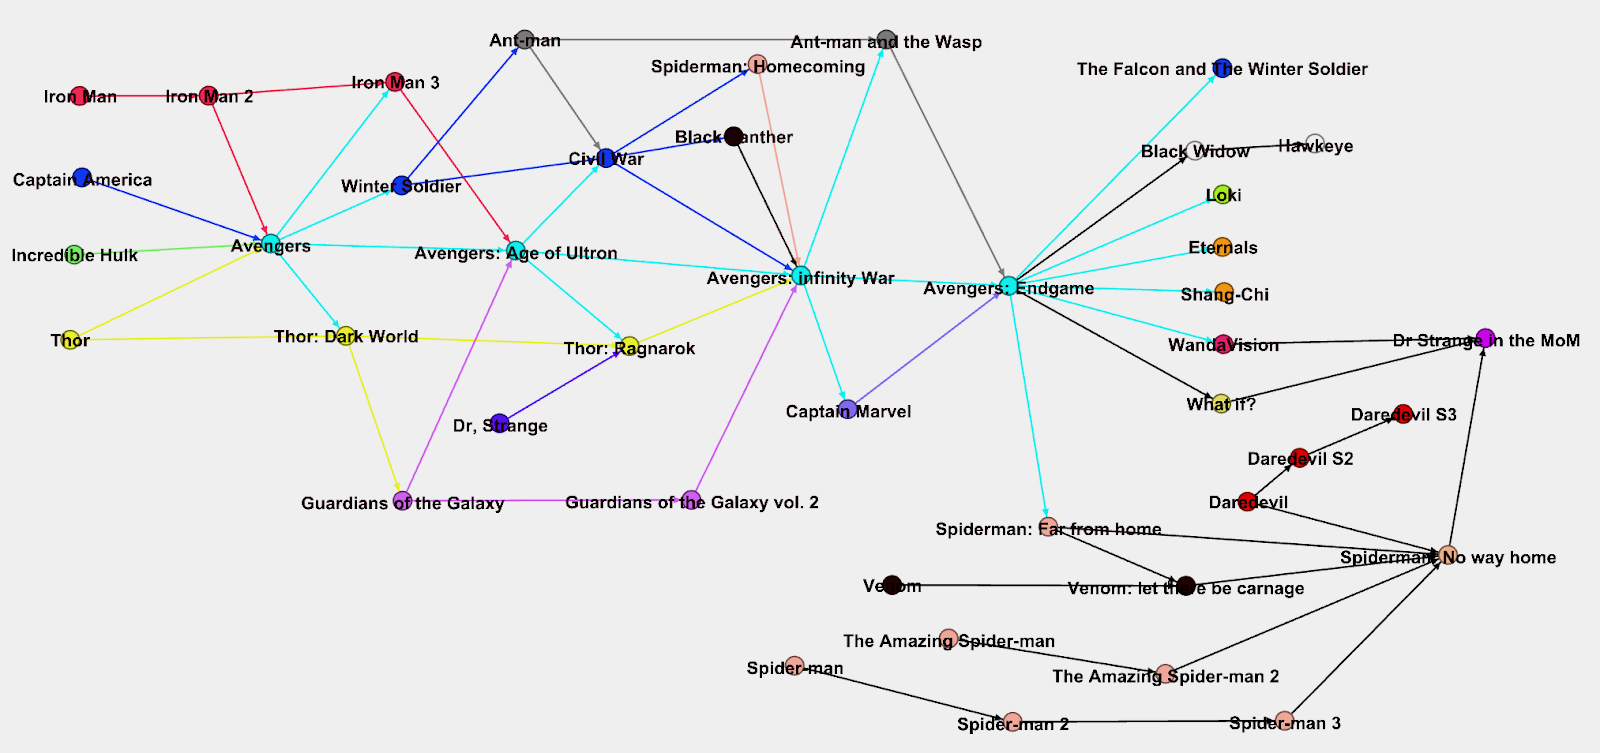 Ant-man
Ant-man and the Wasp
Spiderman: Homecoming
The Falcon and The Winter Soldier
Iron Man 3
Iron Man
Iron Man 2
Black Panther
Hawkeye
Black Widow
Civil War
Captain America
Winter Soldier
Loki
Avengers
Eternals
Incredible Hulk
Avengers: Age of Ultron
Avengers: infinity War
Avengers: Endgame
Shang-Chi
Thor
Thor: Dark World
Thor: Ragnarok
WandaVision
Dr Strange in the MoM
What If?
Captain Marvel
Daredevil S3
Dr, Strange
Daredevil S2
Guardians of the Galaxy
Guardians of the Galaxy vol. 2
Daredevil
Spiderman: Far from home
Spiderman: No way home
Venom
Venom: let there be carnage
The Amazing Spider-man
Spider-man
The Amazing Spider-man 2
Spider-man 2
Spider-man 3